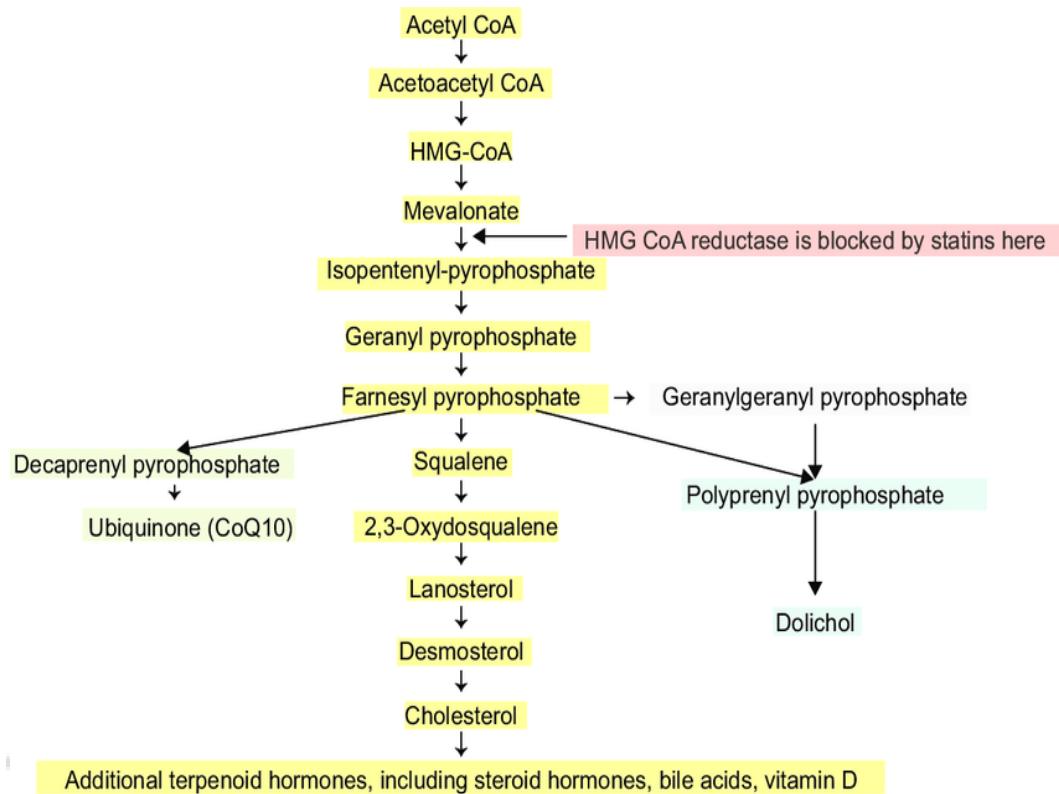 Acetyl CoA
Acetoacetyl CoA
HMG-CoA
Mevalonate
HMG CoA reductase is blocked by statins here
Isopentenyl-pyrophosphate
Geranyl pyrophosphate
Farnesyl pyrophosphate
Geranylgeranyl pyrophosphate
Decaprenyl pyrophosphate
Squalene
Polyprenyl pyrophosphate
Ubiquinone (CoQ10)
2,3-Oxydosqualene
Lanosterol
Dolichol
Desmosterol
Cholesterol
Additional terpenoid hormones, including steroid hormones, bile acids, vitamin D